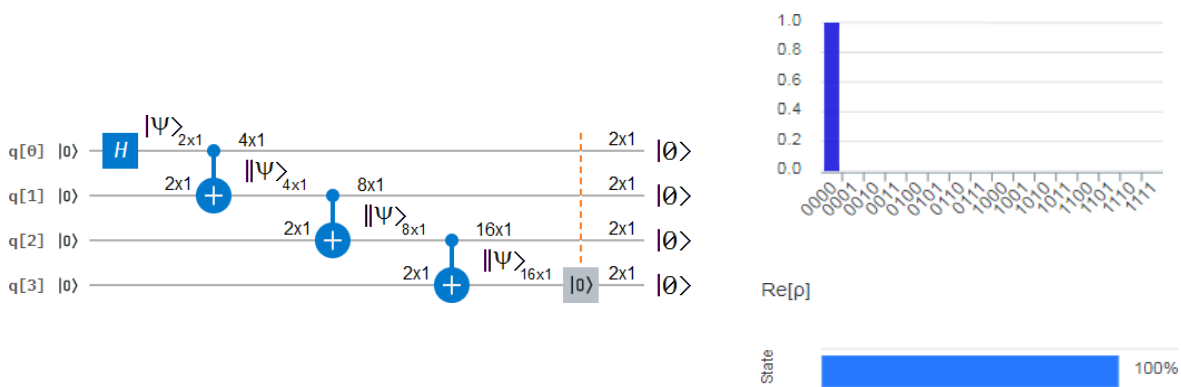 |Ψ⟩2x1 4x1 2x1
q[0] |0⟩ H |0⟩
2x1 ‖Ψ⟩4x1 8x1 2x1
q[1] |0⟩ + |0⟩
2x1 ‖Ψ⟩8x1 16x1 2x1
q[2] |0⟩ + |0⟩
2x1 ‖Ψ⟩16x1 2x1
q[3] |0⟩ + |0⟩ |0⟩
1.0
0.8
0.6
0.4
0.2
0.0
0000 0001 0010 0011 0100 0101 0110 0111 1000 1001 1010 1011 1100 1101 1110 1111
Re[ρ]
State
100%